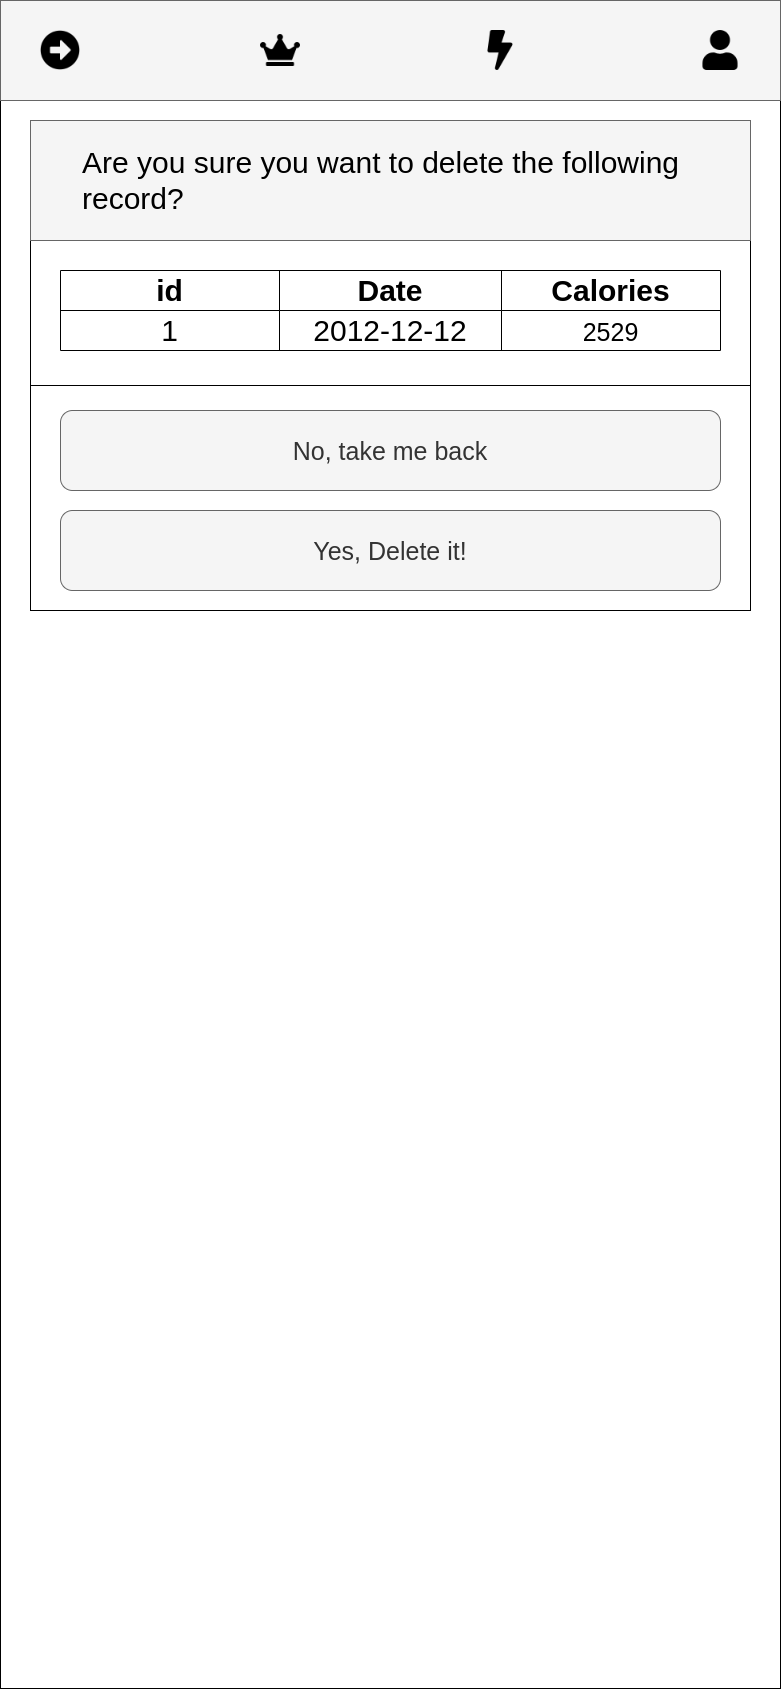 Are you sure you want to delete the following
record?
id Date Calories
1 2012-12-12 2529
No, take me back
Yes, Delete it!